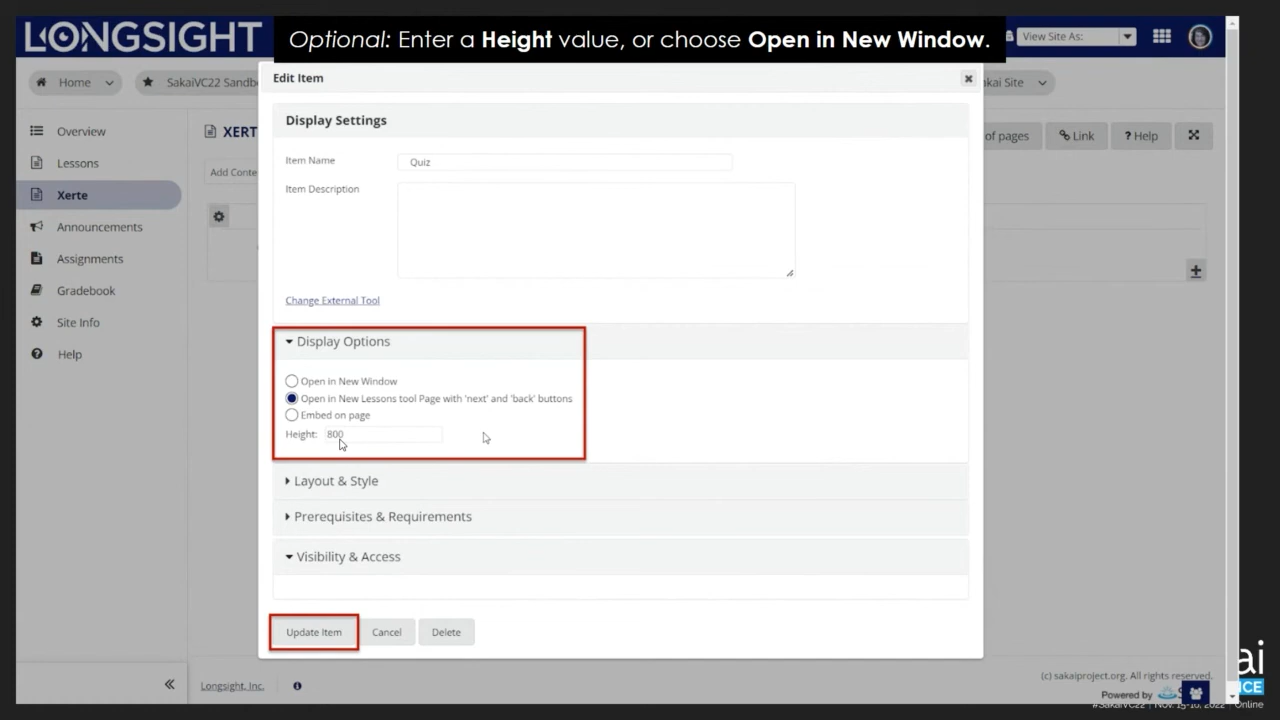 LONGSIGHT
Optional: Enter a Height value, or choose Open in New Window.
View Site As:
Home
SakaiVC22 Sandb
kai Site
Edit Item
Overview
Lessons
Xerte
Announcements
Assignments
Gradebook
Site Info
Help
XERT
of pages
Link
? Help
Add Conte
Display Settings
Item Name
Quiz
Item Description
Change External Tool
Display Options
Open in New Window
Open in New Lessons tool Page with 'next' and 'back' buttons
Embed on page
Height: 800
Layout & Style
Prerequisites & Requirements
Visibility & Access
Update Item
Cancel
Delete
Longsight, Inc.
(c) sakaiproject.org. All rights reserved.
Powered by
ai
CE
#SakaiVC22 | Nov. 15-16, 2022 | Online